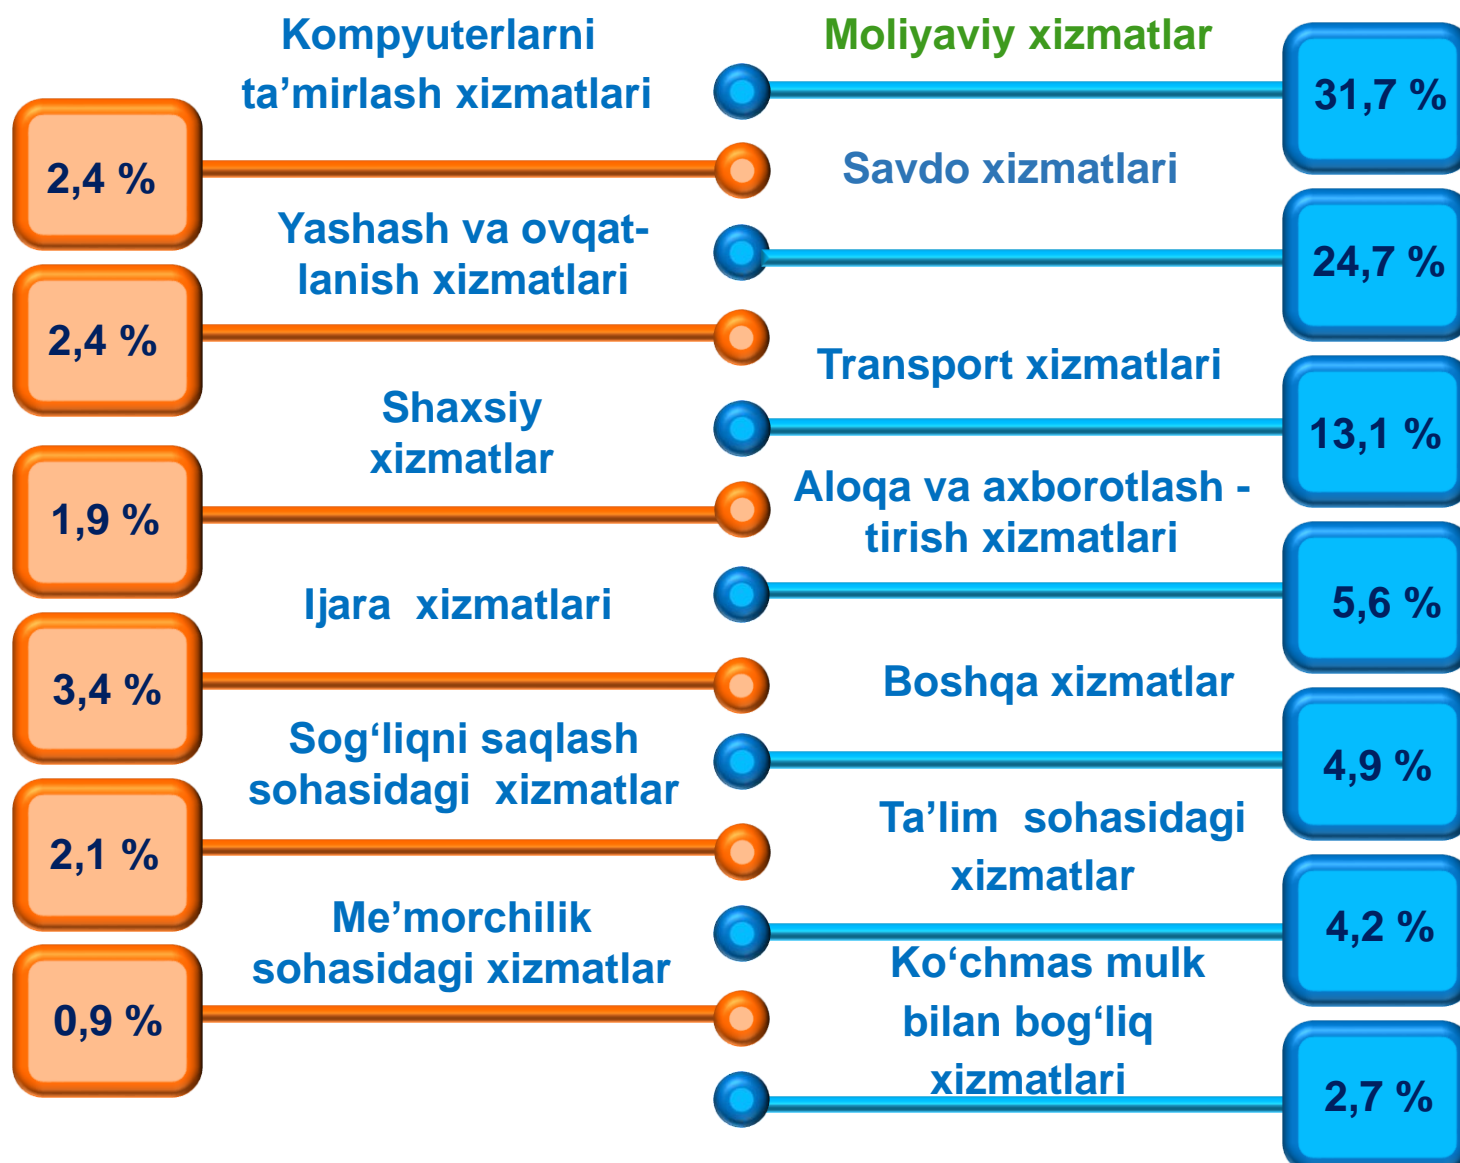 Kompyuterlarni
ta’mirlash xizmatlari
2,4 %
Yashash va ovqat-
lanish xizmatlari
2,4 %
Shaxsiy
xizmatlar
1,9 %
Ijara  xizmatlari
3,4 %
Sog‘liqni saqlash
sohasidagi  xizmatlar
2,1 %
Me’morchilik
sohasidagi xizmatlar
0,9 %
Moliyaviy xizmatlar
31,7 %
Savdo xizmatlari
24,7 %
Transport xizmatlari
13,1 %
Aloqa va axborotlash -
tirish xizmatlari
5,6 %
Boshqa xizmatlar
4,9 %
Ta’lim  sohasidagi
xizmatlar
4,2 %
Ko‘chmas mulk
bilan bog‘liq
xizmatlari
2,7 %